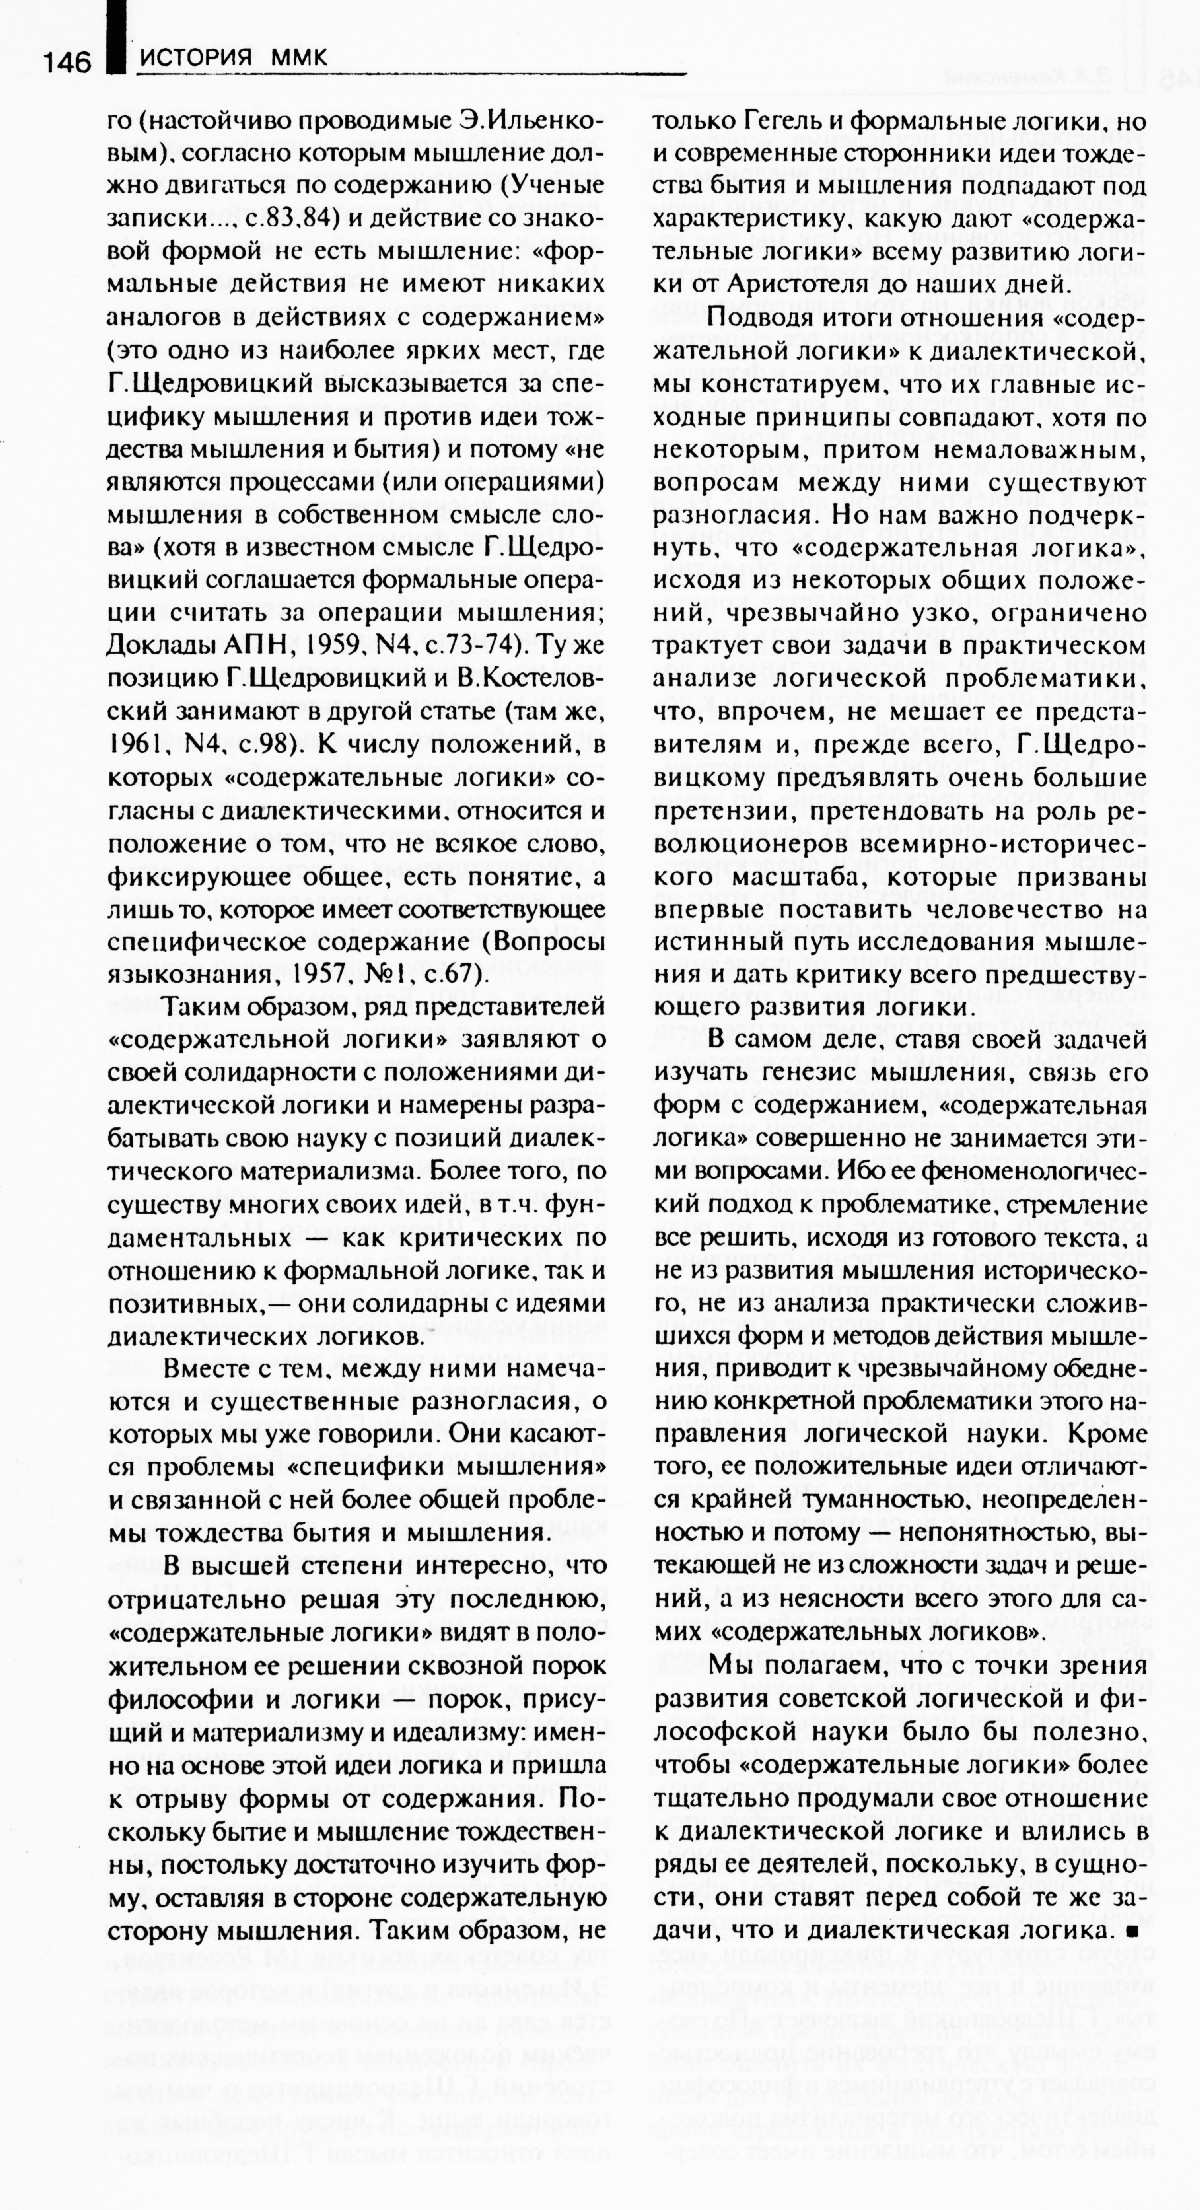 146
ИСТОРИЯ ММК
го (настойчиво проводимые Э.Ильенко-
вым), согласно которым мышление дол-
жно двигаться по содержанию (Ученые
записки..., с.83,84) и действие со знако-
вой формой не есть мышление: «фор-
мальные действия не имеют никаких
аналогов в действиях с содержанием»
(это одно из наиболее ярких мест, где
Г.Щедровицкий высказывается за спе-
цифику мышления и против идеи тож-
дества мышления и бытия) и потому «не
являются процессами (или операциями)
мышления в собственном смысле сло-
ва» (хотя в известном смысле Г.Щедро-
вицкий соглашается формальные опера-
ции считать за операции мышления;
Доклады АПН, 1959, N4, с.73-74). Ту же
позицию Г.Щедровицкий и В.Костелов-
ский занимают в другой статье (там же,
1961, N4, с.98). К числу положений, в
которых «содержательные логики» со-
гласны с диалектическими, относится и
положение о том, что не всякое слово,
фиксирующее общее, есть понятие, а
лишь то, которое имеет соответствующее
специфическое содержание (Вопросы
языкознания, 1957, №1, с.67).
Таким образом, ряд представителей
«содержательной логики» заявляют о
своей солидарности с положениями ди-
алектической логики и намерены разра-
батывать свою науку с позиций диалек-
тического материализма. Более того, по
существу многих своих идей, в т.ч. фун-
даментальных — как критических по
отношению к формальной логике, так и
позитивных,— они солидарны с идеями
диалектических логиков.
Вместе с тем, между ними намеча-
ются и существенные разногласия, о
которых мы уже говорили. Они касают-
ся проблемы «специфики мышления»
и связанной с ней более общей пробле-
мы тождества бытия и мышления.
В высшей степени интересно, что
отрицательно решая эту последнюю,
«содержательные логики» видят в поло-
жительном ее решении сквозной порок
философии и логики — порок, прису-
щий и материализму и идеализму: имен-
но на основе этой идеи логика и пришла
к отрыву формы от содержания. По-
скольку бытие и мышление тождествен-
ны, постольку достаточно изучить фор-
му, оставляя в стороне содержательную
сторону мышления. Таким образом, не
только Гегель и формальные логики, но
и современные сторонники идеи тожде-
ства бытия и мышления подпадают под
характеристику, какую дают «содержа-
тельные логики» всему развитию логи-
ки от Аристотеля до наших дней.
Подводя итоги отношения «содер-
жательной логики» к диалектической,
мы констатируем, что их главные ис-
ходные принципы совпадают, хотя по
некоторым, притом немаловажным,
вопросам между ними существуют
разногласия. Но нам важно подчерк-
нуть, что «содержательная логика»,
исходя из некоторых общих положе-
ний, чрезвычайно узко, ограничено
трактует свои задачи в практическом
анализе логической проблематики,
что, впрочем, не мешает ее предста-
вителям и, прежде всего, Г.Щедро-
вицкому предъявлять очень большие
претензии, претендовать на роль ре-
волюционеров всемирно-историчес-
кого масштаба, которые призваны
впервые поставить человечество на
истинный путь исследования мышле-
ния и дать критику всего предшеству-
ющего развития логики.
В самом деле, ставя своей задачей
изучать генезис мышления, связь его
форм с содержанием, «содержательная
логика» совершенно не занимается эти-
ми вопросами. Ибо ее феноменологичес-
кий подход к проблематике, стремление
все решить, исходя из готового текста, а
не из развития мышления историческо-
го, не из анализа практически сложив-
шихся форм и методов действия мышле-
ния, приводит к чрезвычайному обедне-
нию конкретной проблематики этого на-
правления логической науки. Кроме
того, ее положительные идеи отличают-
ся крайней туманностью, неопределен-
ностью и потому — непонятностью, вы-
текающей не из сложности задач и реше-
ний, а из неясности всего этого для са-
мих «содержательных логиков».
Мы полагаем, что с точки зрения
развития советской логической и фи-
лософской науки было бы полезно,
чтобы «содержательные логики» более
тщательно продумали свое отношение
к диалектической логике и влились в
ряды ее деятелей, поскольку, в сущно-
сти, они ставят перед собой те же за-
дачи, что и диалектическая логика. ■